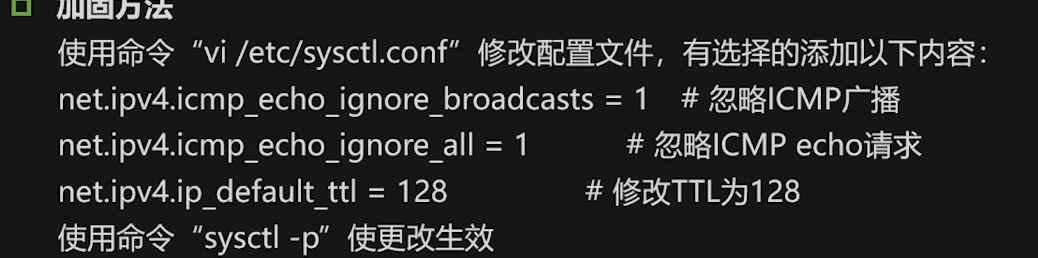 加固方法
使用命令“vi /etc/sysctl.conf”修改配置文件，有选择的添加以下内容：
net.ipv4.icmp_echo_ignore_broadcasts = 1 # 忽略ICMP广播
net.ipv4.icmp_echo_ignore_all = 1 # 忽略ICMP echo请求
net.ipv4.ip_default_ttl = 128 # 修改TTL为128
使用命令“sysctl -p”使更改生效